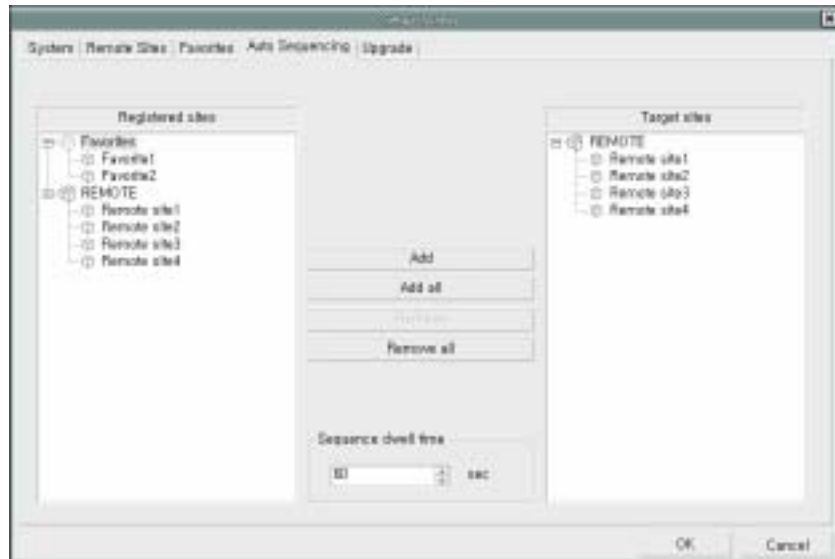 System Remote Sites Favorites Auto Sequencing Upgrade
Registered sites
Favorites
Favorite1
Favorite2
REMOTE
Remote site1
Remote site2
Remote site3
Remote site4
Add
Add all
Remove all
Sequence dwell time
sec
Target sites
REMOTE
Remote site1
Remote site2
Remote site3
Remote site4
OK Cancel